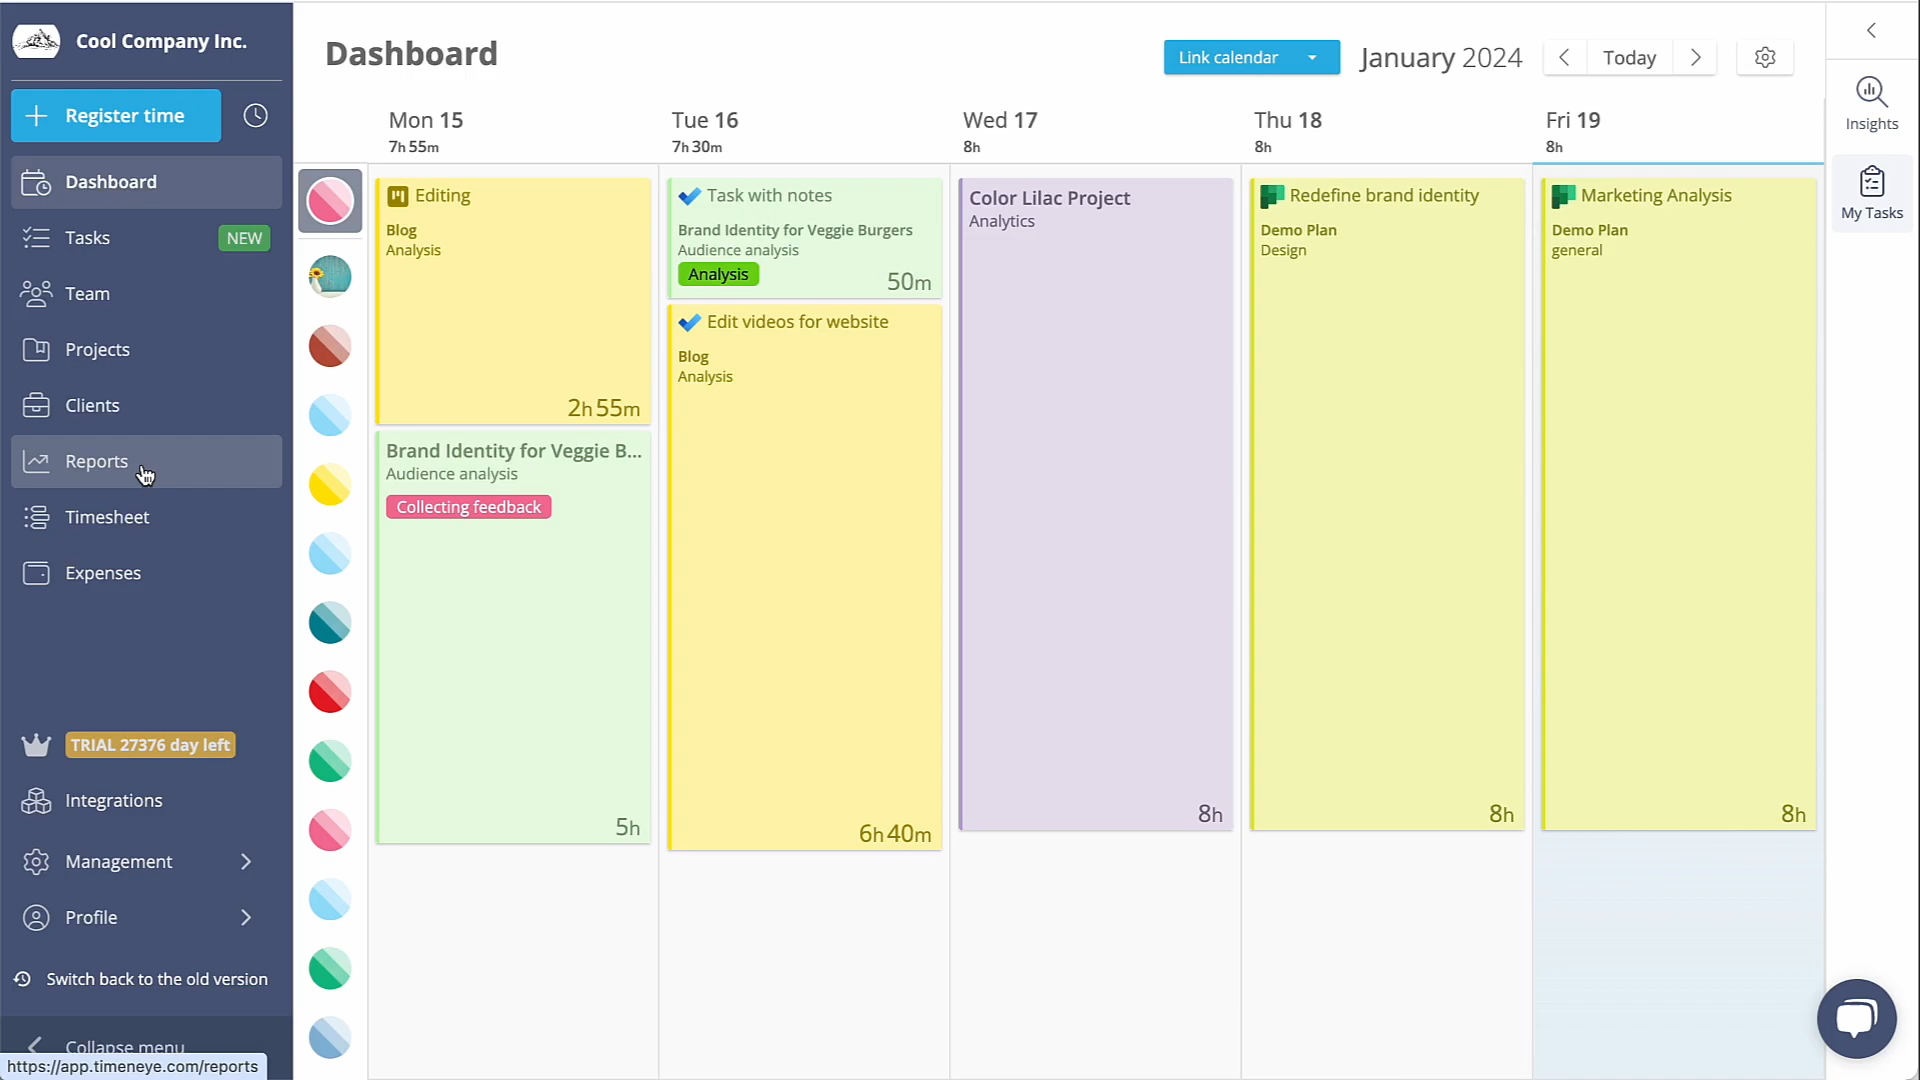 Cool Company Inc.
Register time
Dashboard
Tasks NEW
Team
Projects
Clients
Reports
Timesheet
Expenses
TRIAL 27376 day left
Integrations
Management
Profile
Switch back to the old version
Collapse menu
https://app.timeneye.com/reports
Dashboard
Link calendar
January 2024
Today
Mon 15
7h 55m
Tue 16
7h 30m
Wed 17
8h
Thu 18
8h
Fri 19
8h
Editing
Blog
Analysis
2h 55m
Brand Identity for Veggie B...
Audience analysis
Collecting feedback
5h
Task with notes
Brand Identity for Veggie Burgers
Audience analysis
Analysis
50m
Edit videos for website
Blog
Analysis
6h 40m
Color Lilac Project
Analytics
8h
Redefine brand identity
Demo Plan
Design
8h
Marketing Analysis
Demo Plan
general
8h
Insights
My Tasks